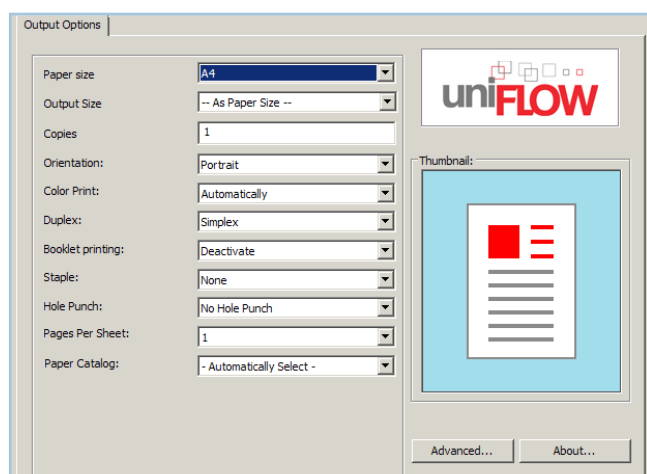 Output Options
Paper size A4
Output Size -- As Paper Size --
Copies 1
Orientation: Portrait
Color Print: Automatically
Duplex: Simplex
Booklet printing: Deactivate
Staple: None
Hole Punch: No Hole Punch
Pages Per Sheet: 1
Paper Catalog: - Automatically Select -
uniFLOW
Thumbnail:
Advanced... About...